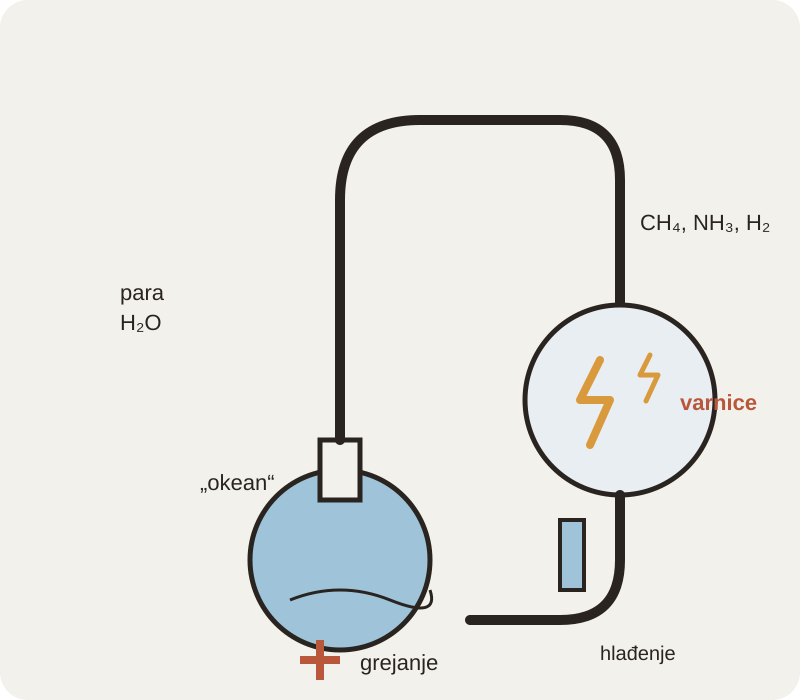 CH₄, NH₃, H₂
para
H₂O
varnice
„okean“
grejanje
hlađenje